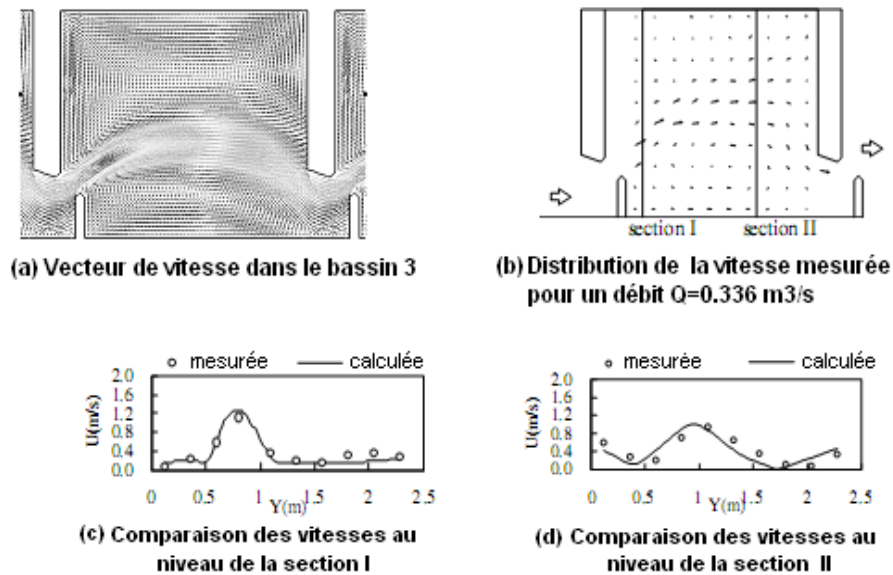 section I section II
(a) Vecteur de vitesse dans le bassin 3
(b) Distribution de la vitesse mesurée
pour un débit Q=0.336 m3/s
mesurée calculée
U(m/s)
2.0
1.6
1.2
0.8
0.4
0.0
0 0.5 1 1.5 2 2.5
Y(m)
(c) Comparaison des vitesses au
niveau de la section I
mesurée calculée
U(m/s)
2.0
1.6
1.2
0.8
0.4
0.0
0 0.5 1 1.5 2 2.5
Y(m)
(d) Comparaison des vitesses au
niveau de la section II